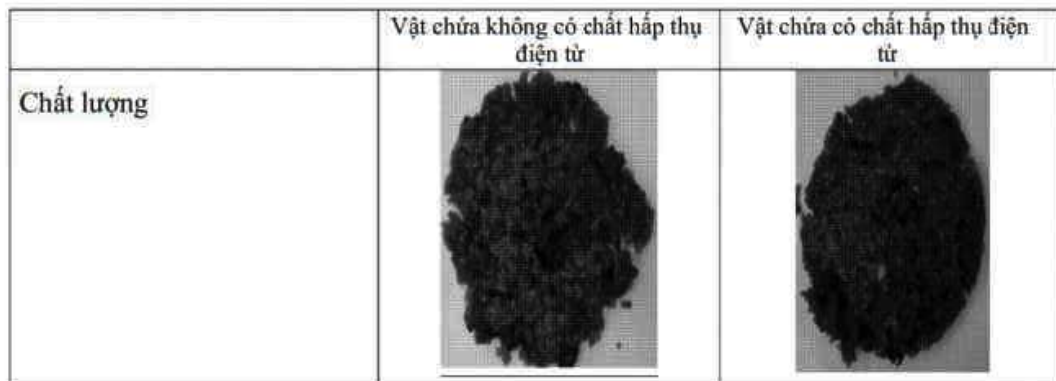 Vật chứa không có chất hấp thụ
điện từ
Vật chứa có chất hấp thụ điện
từ
Chất lượng